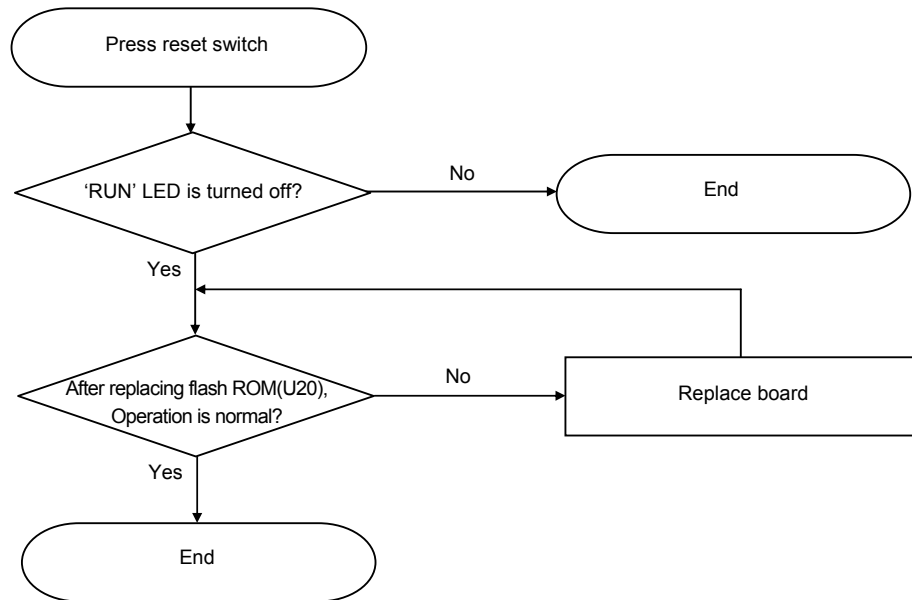 Press reset switch
‘RUN’ LED is turned off?
No
End
Yes
After replacing flash ROM(U20),
Operation is normal?
No
Replace board
Yes
End